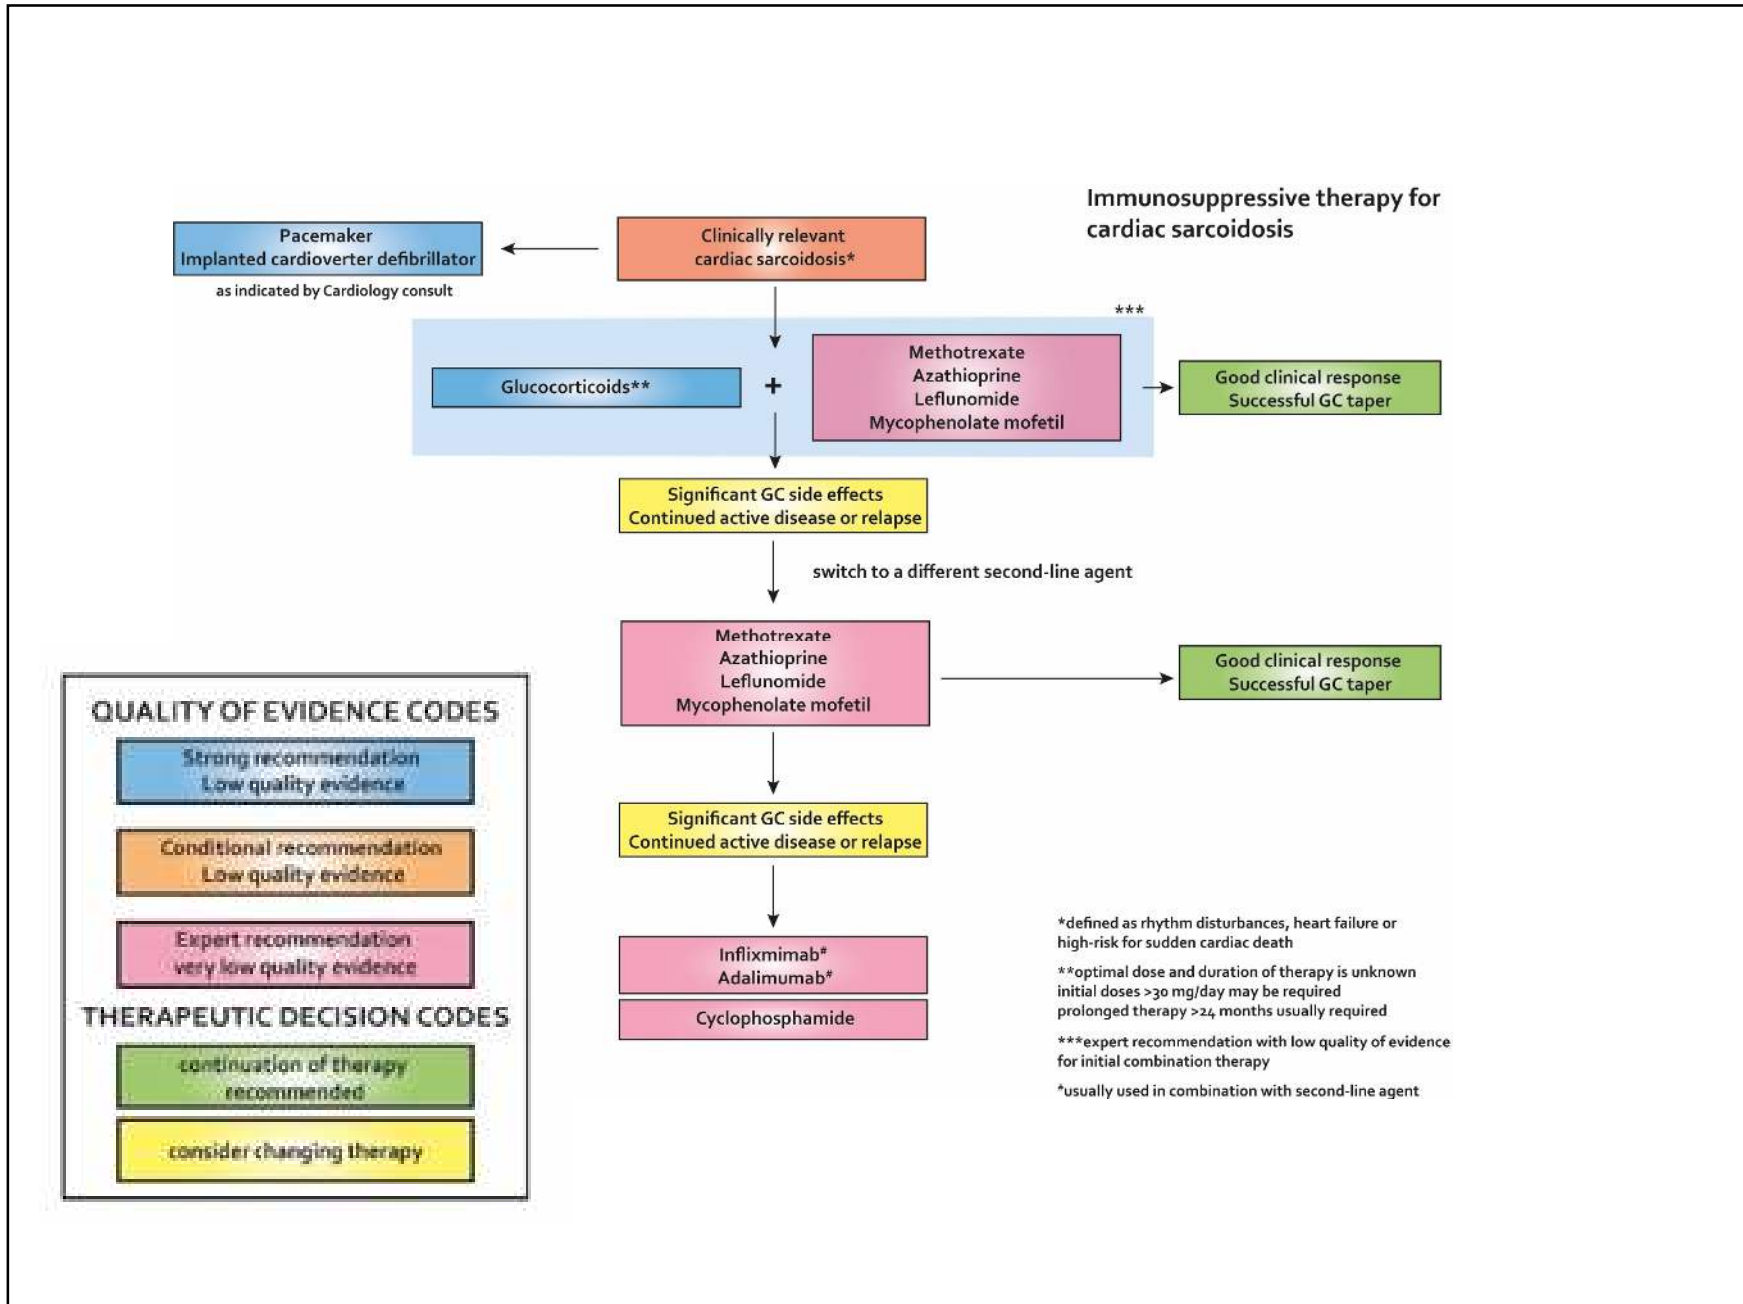 Immunosuppressive therapy for
cardiac sarcoidosis
Pacemaker
Implanted cardioverter defibrillator
as indicated by Cardiology consult
Clinically relevant
cardiac sarcoidosis*
***
Glucocorticoids**
+
Methotrexate
Azathioprine
Leflunomide
Mycophenolate mofetil
Good clinical response
Successful GC taper
Significant GC side effects
Continued active disease or relapse
switch to a different second-line agent
Methotrexate
Azathioprine
Leflunomide
Mycophenolate mofetil
Good clinical response
Successful GC taper
Significant GC side effects
Continued active disease or relapse
Inflixmimab#
Adalimumab#
Cyclophosphamide
QUALITY OF EVIDENCE CODES
Strong recommendation
Low quality evidence
Conditional recommendation
Low quality evidence
Expert recommendation
very low quality evidence
THERAPEUTIC DECISION CODES
continuation of therapy
recommended
consider changing therapy
*defined as rhythm disturbances, heart failure or
high-risk for sudden cardiac death
**optimal dose and duration of therapy is unknown
initial doses >30 mg/day may be required
prolonged therapy >24 months usually required
***expert recommendation with low quality of evidence
for initial combination therapy
#usually used in combination with second-line agent